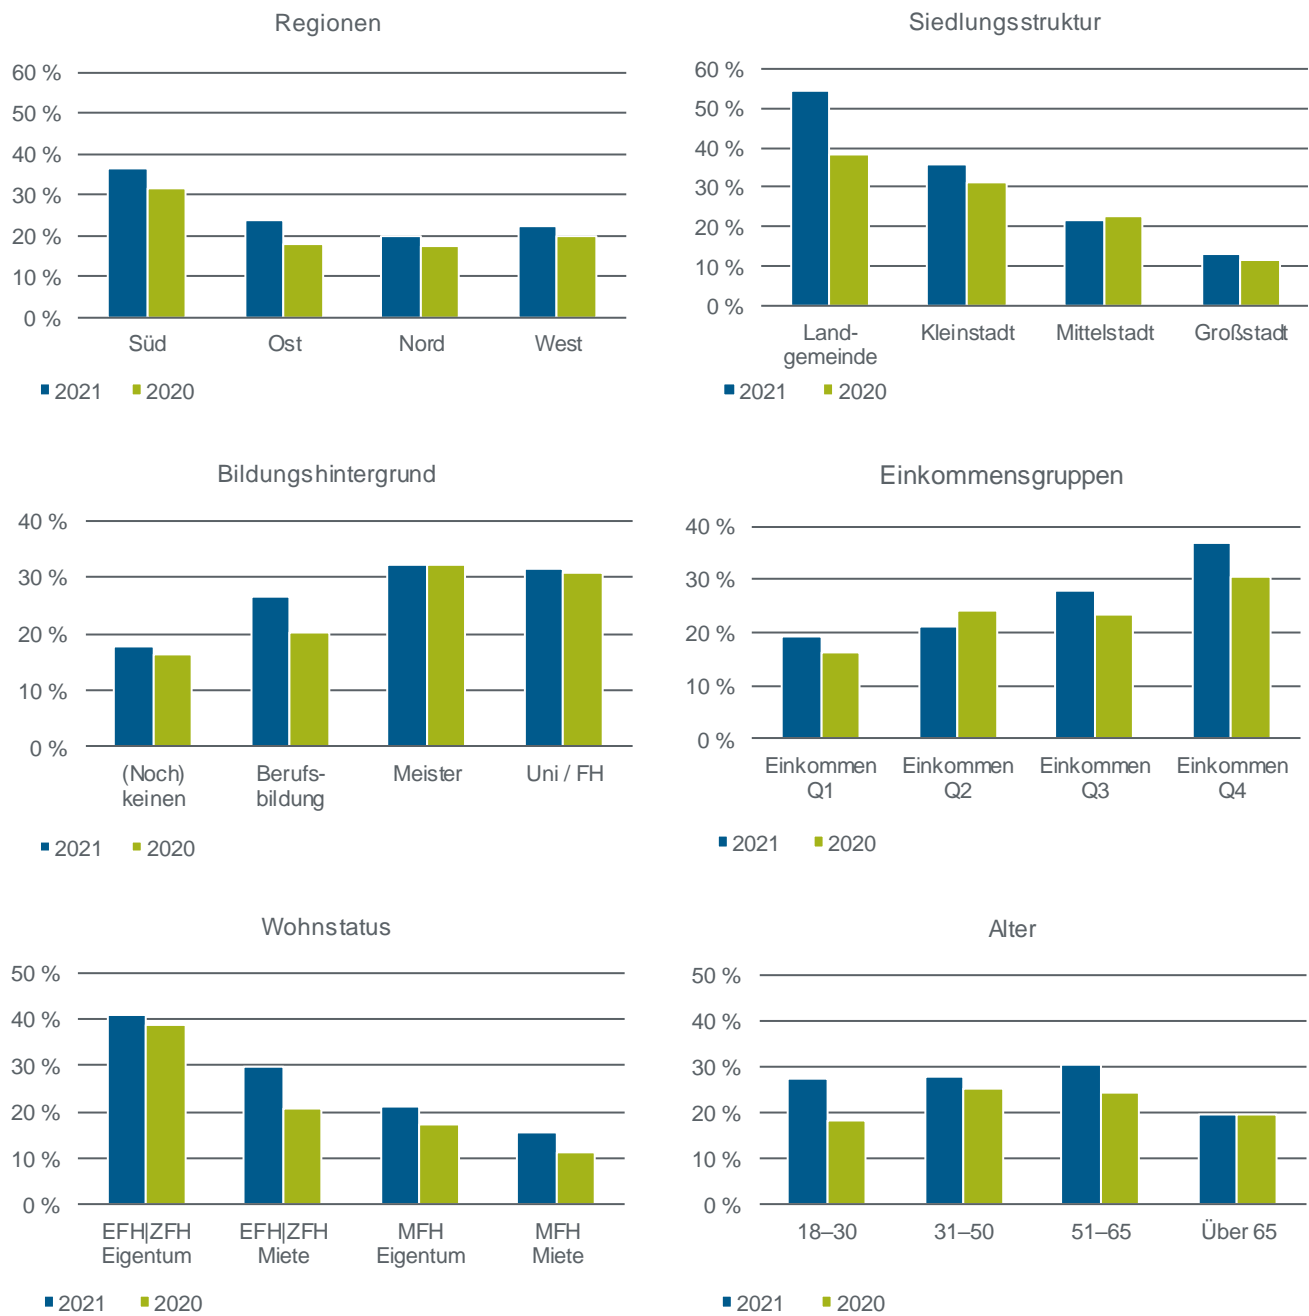 Regionen
60 %
50 %
40 %
30 %
20 %
10 %
0 %
Süd Ost Nord West
2021 2020
Siedlungsstruktur
60 %
50 %
40 %
30 %
20 %
10 %
0 %
Land- Kleinstadt Mittelstadt Großstadt
gemeinde
2021 2020
Bildungshintergrund
40 %
30 %
20 %
10 %
0 %
(Noch) Berufs- Meister Uni / FH
keinen bildung
2021 2020
Einkommensgruppen
40 %
30 %
20 %
10 %
0 %
Einkommen Einkommen Einkommen Einkommen
Q1 Q2 Q3 Q4
2021 2020
Wohnstatus
50 %
40 %
30 %
20 %
10 %
0 %
EFH|ZFH EFH|ZFH MFH MFH
Eigentum Miete Eigentum Miete
2021 2020
Alter
50 %
40 %
30 %
20 %
10 %
0 %
18–30 31–50 51–65 Über 65
2021 2020